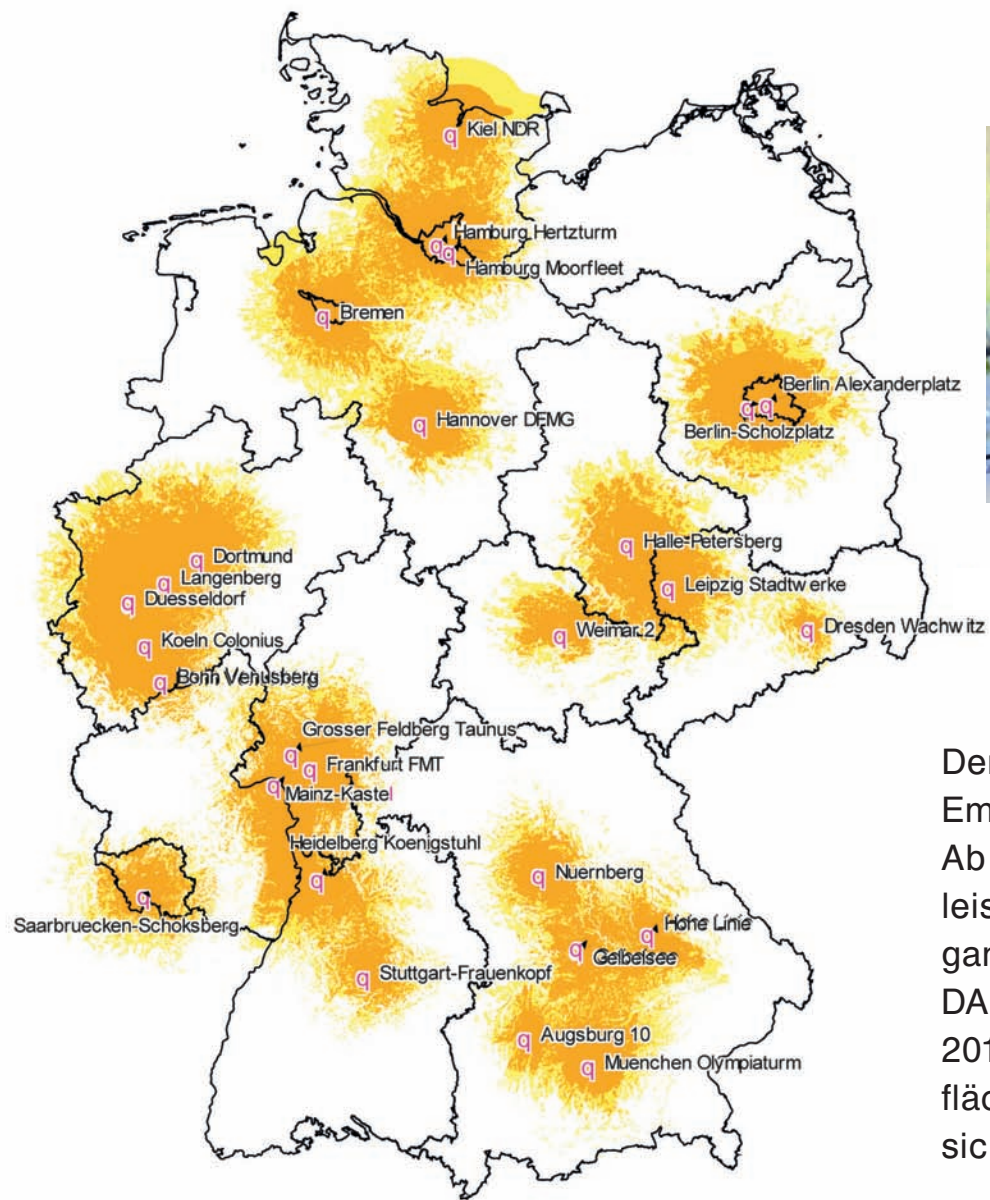 Kiel NDR
Hamburg Hertzturm
Hamburg Moorfleet
Bremen
Berlin Alexanderplatz
Berlin-Scholzplatz
Hannover DFMG
Halle-Petersberg
Dortmund
Langenberg
Leipzig Stadtwerke
Duesseldorf
Weimar 2
Dresden Wachwitz
Koeln Colonius
Bonn Venusberg
Grosser Feldberg Taunus
Frankfurt FMT
Mainz-Kastel
Heidelberg Koenigstuhl
Nuernberg
Saarbruecken-Schoksberg
Hohe Linie
Gelbelsee
Stuttgart-Frauenkopf
Augsburg 10
Muenchen Olympiaturm
Der
Em
Ab
leis
gan
DA
201
fläc
sic